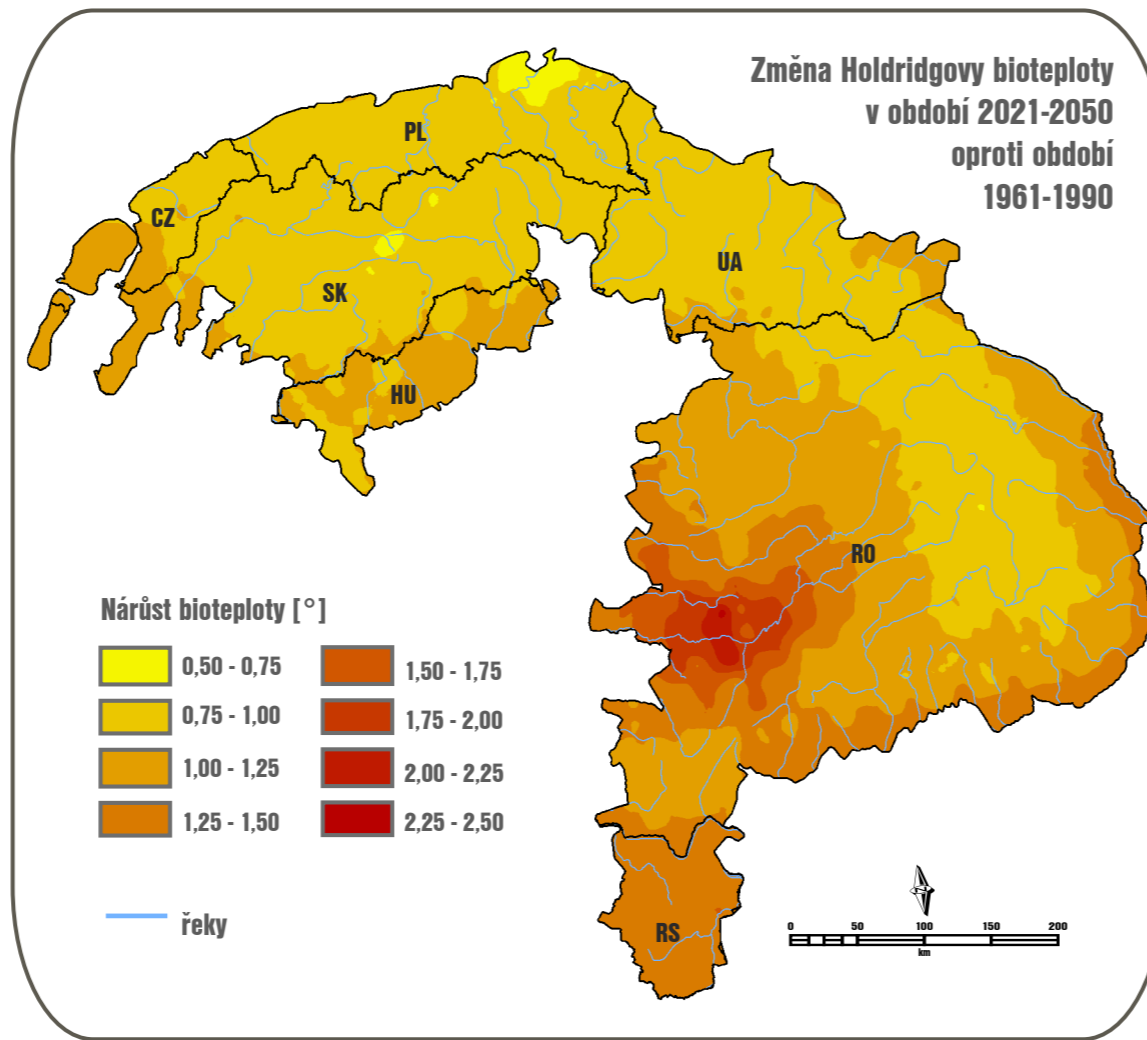 Změna Holdridgovy bioteploty
v období 2021-2050
oproti období
1961-1990
PL
CZ
SK
UA
HU
RO
RS
Nárůst bioteploty [°]
0,50 - 0,75
0,75 - 1,00
1,00 - 1,25
1,25 - 1,50
1,50 - 1,75
1,75 - 2,00
2,00 - 2,25
2,25 - 2,50
řeky
0 50 100 150 200
km